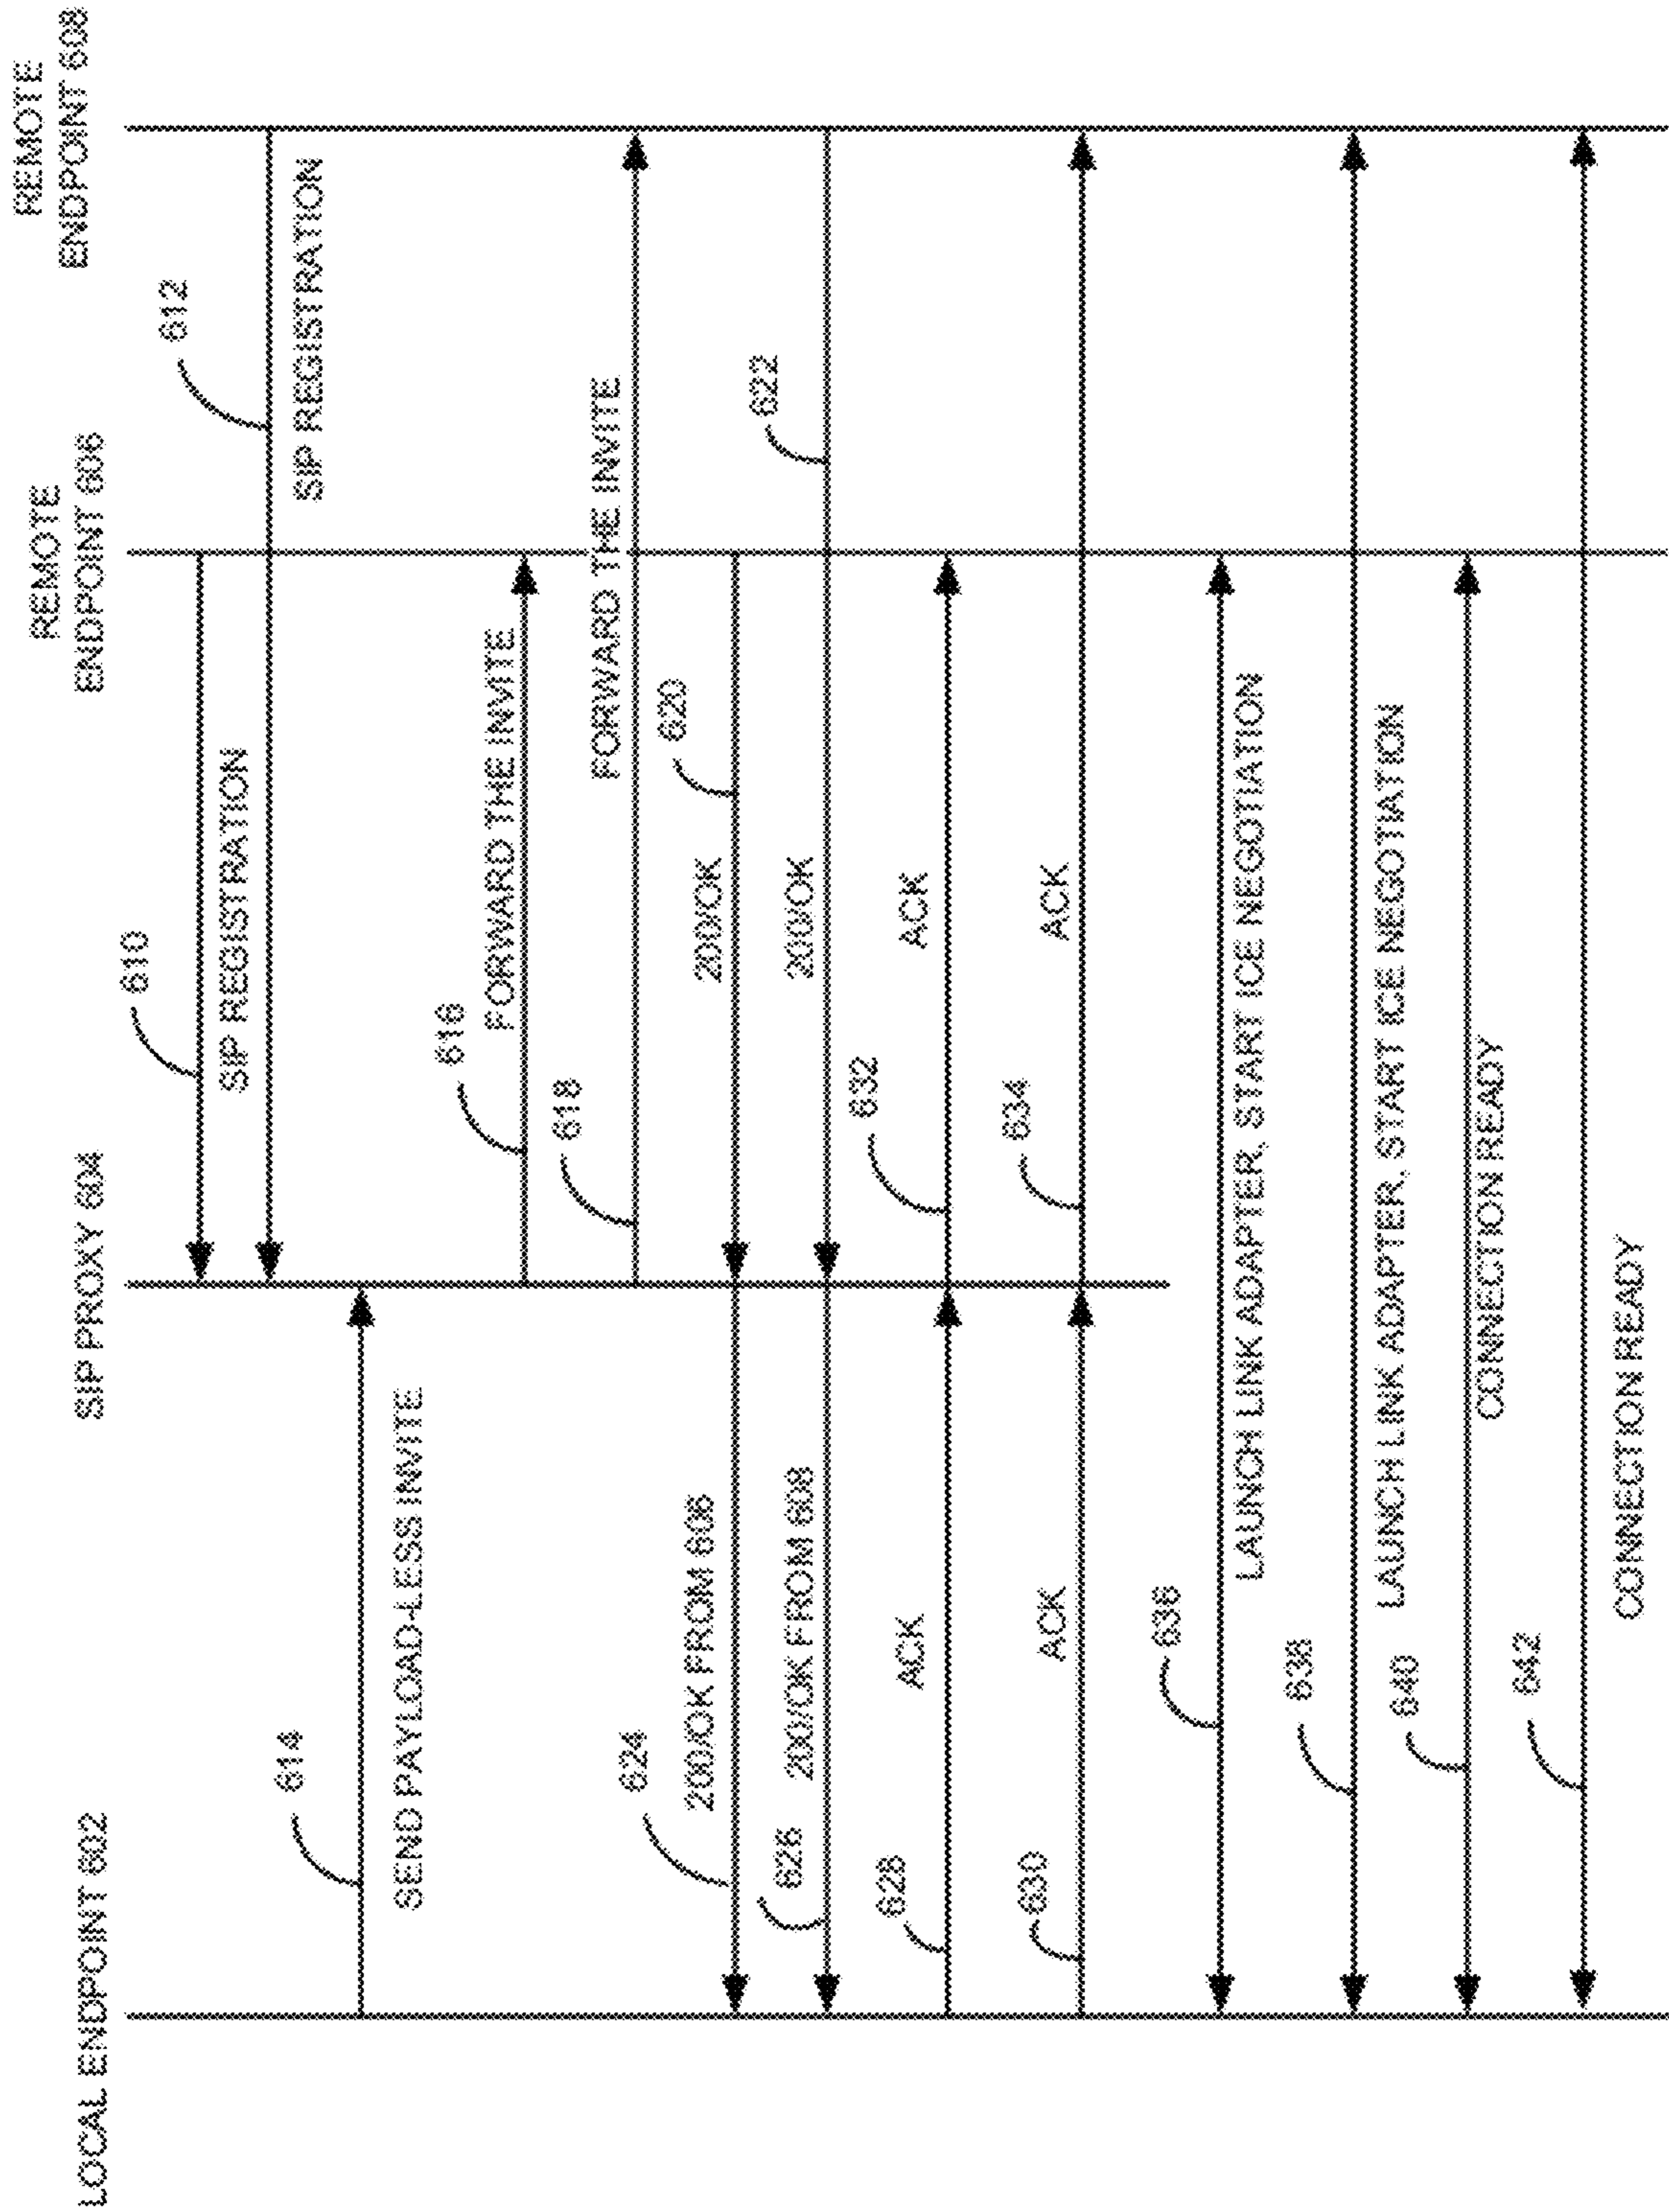 LOCAL ENDPOINT 602
SIP PROXY 604
REMOTE
ENDPOINT 606
REMOTE
ENDPOINT 608
610
SIP REGISTRATION
612
SIP REGISTRATION
614
SEND PAYLOAD-LESS INVITE
616
FORWARD THE INVITE
618
FORWARD THE INVITE
620
200/OK
622
200/OK
624
200/OK FROM 606
626
200/OK FROM 608
628
ACK
632
ACK
630
ACK
634
ACK
636
LAUNCH LINK ADAPTER, START ICE NEGOTIATION
638
LAUNCH LINK ADAPTER, START ICE NEGOTIATION
640
CONNECTION READY
642
CONNECTION READY